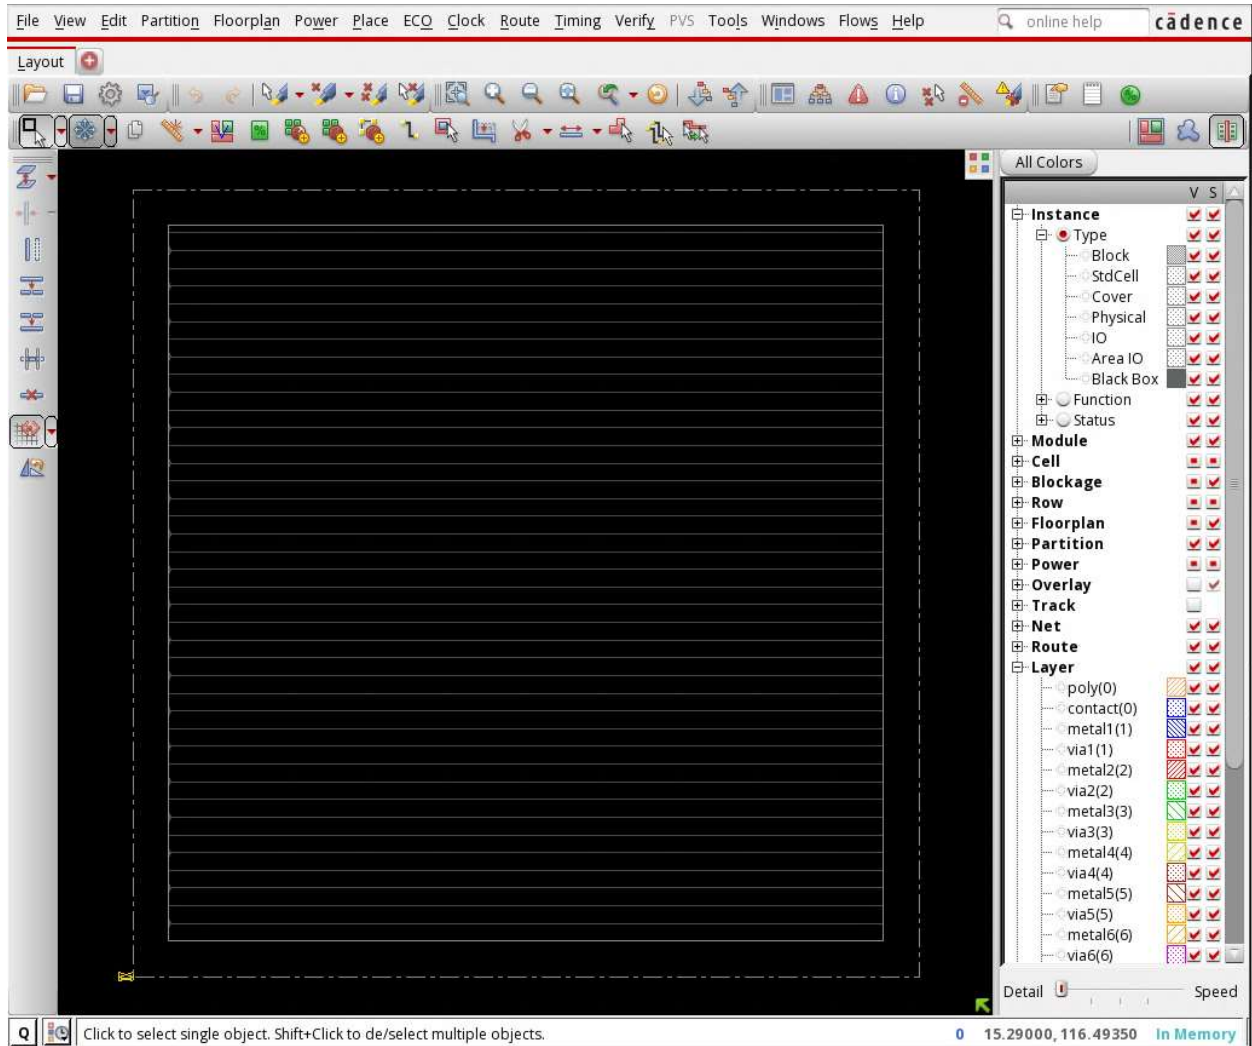 File View Edit Partition Floorplan Power Place ECO Clock Route Timing Verify PVS Tools Windows Flows Help online help cādence
Layout
All Colors
V S
Instance
Type
Block
StdCell
Cover
Physical
IO
Area IO
Black Box
Function
Status
Module
Cell
Blockage
Row
Floorplan
Partition
Power
Overlay
Track
Net
Route
Layer
poly(0)
contact(0)
metal1(1)
via1(1)
metal2(2)
via2(2)
metal3(3)
via3(3)
metal4(4)
via4(4)
metal5(5)
via5(5)
metal6(6)
via6(6)
Detail Speed
Q Click to select single object. Shift+Click to de/select multiple objects. 0 15.29000, 116.49350 In Memory